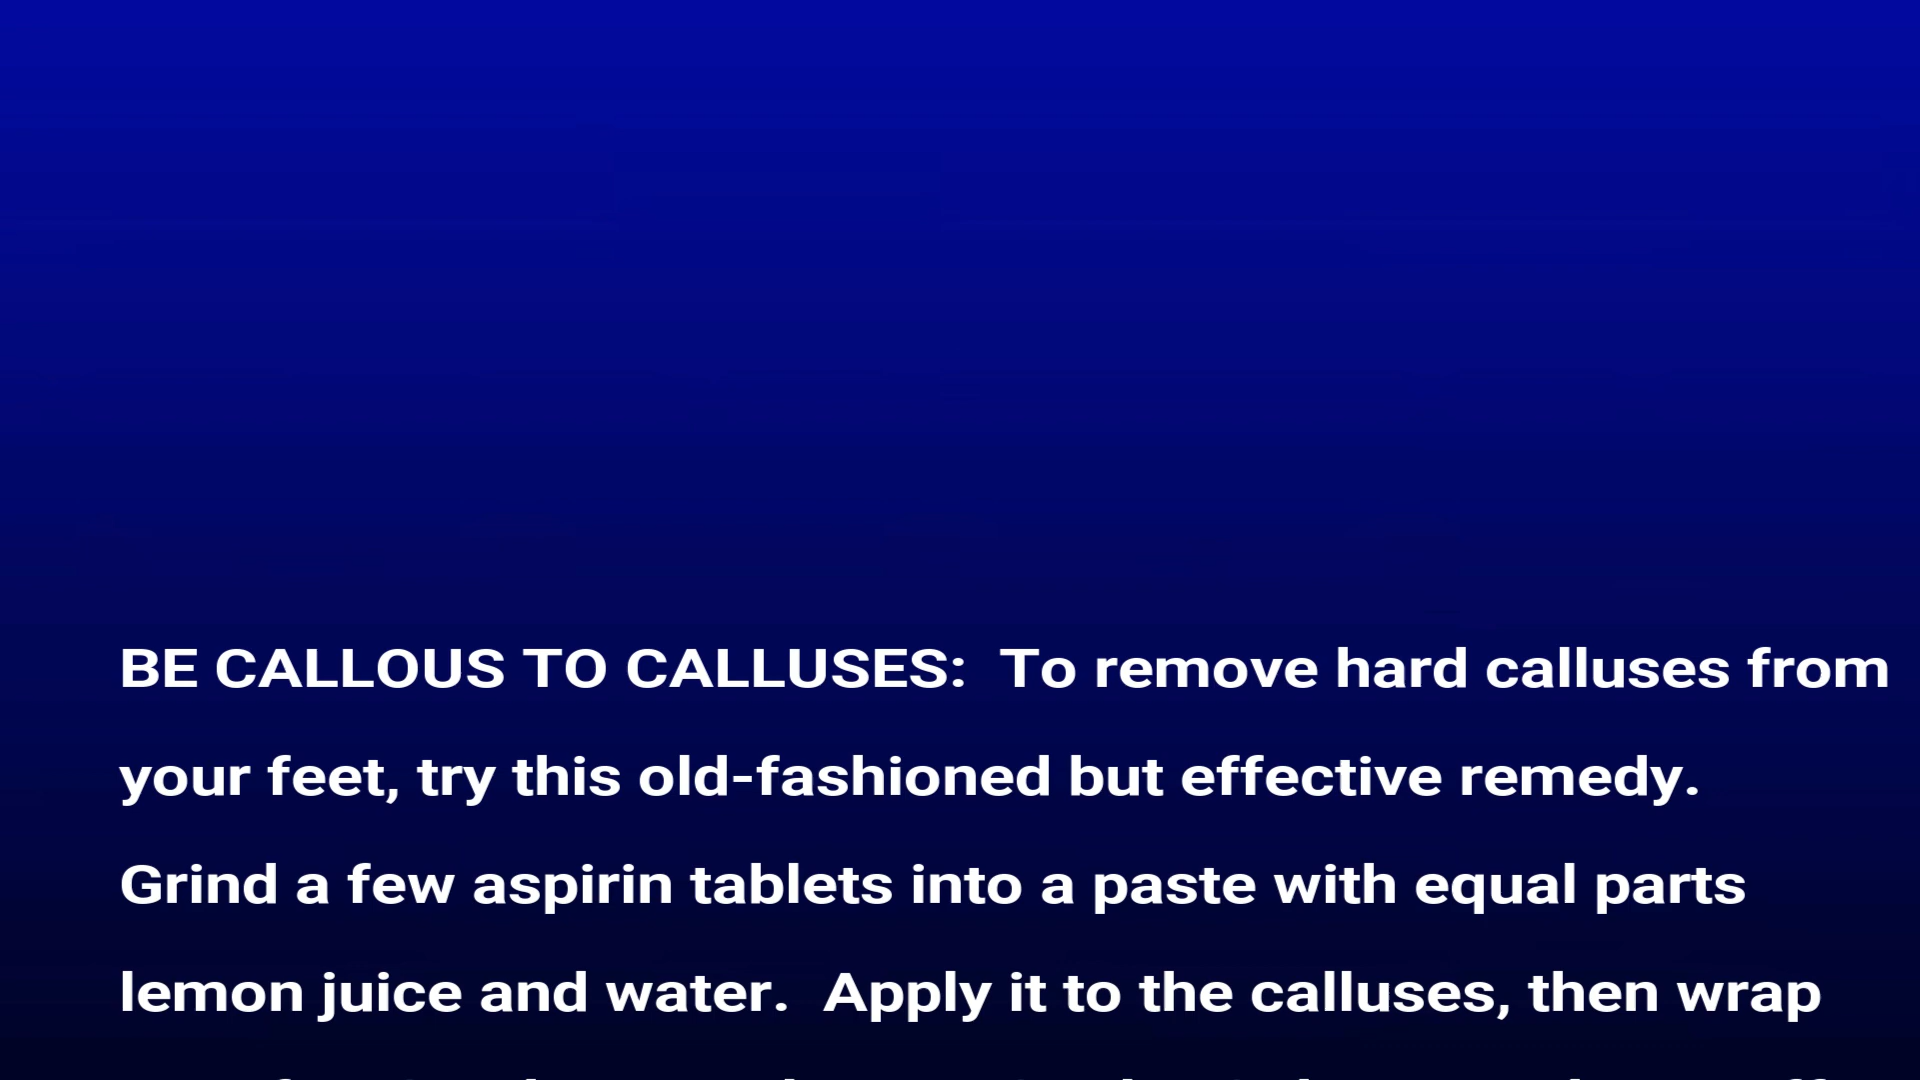 BE CALLOUS TO CALLUSES:  To remove hard calluses from
your feet, try this old-fashioned but effective remedy.
Grind a few aspirin tablets into a paste with equal parts
lemon juice and water.  Apply it to the calluses, then wrap